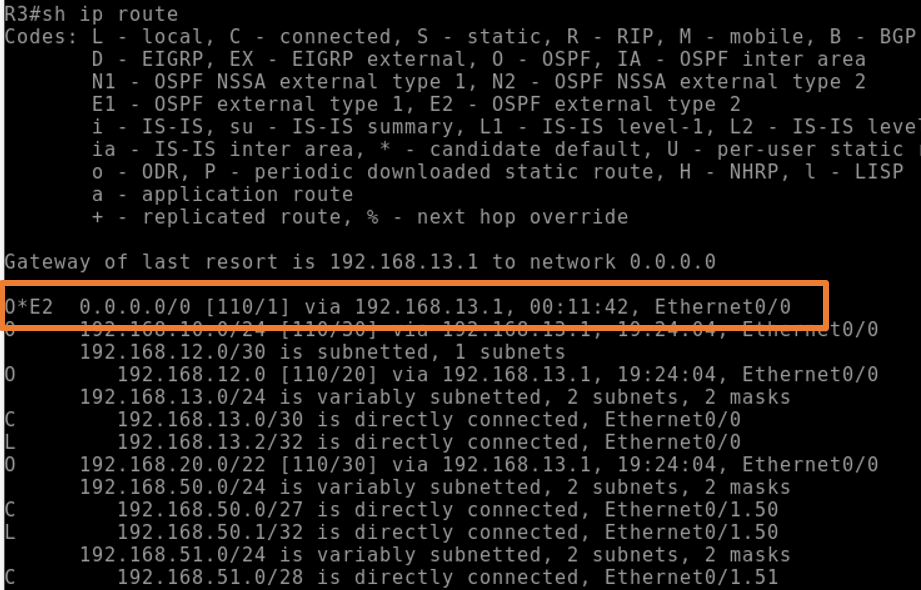 R3#sh ip route
Codes: L - local, C - connected, S - static, R - RIP, M - mobile, B - BGP
D - EIGRP, EX - EIGRP external, O - OSPF, IA - OSPF inter area
N1 - OSPF NSSA external type 1, N2 - OSPF NSSA external type 2
E1 - OSPF external type 1, E2 - OSPF external type 2
i - IS-IS, su - IS-IS summary, L1 - IS-IS level-1, L2 - IS-IS leve
ia - IS-IS inter area, * - candidate default, U - per-user static
o - ODR, P - periodic downloaded static route, H - NHRP, l - LISP
a - application route
+ - replicated route, % - next hop override
Gateway of last resort is 192.168.13.1 to network 0.0.0.0
O*E2 0.0.0.0/0 [110/1] via 192.168.13.1, 00:11:42, Ethernet0/0
O 192.168.10.0/24 [110/30] via 192.168.13.1, 19:24:04, Ethernet0/0
192.168.12.0/30 is subnetted, 1 subnets
O 192.168.12.0 [110/20] via 192.168.13.1, 19:24:04, Ethernet0/0
192.168.13.0/24 is variably subnetted, 2 subnets, 2 masks
C 192.168.13.0/30 is directly connected, Ethernet0/0
L 192.168.13.2/32 is directly connected, Ethernet0/0
O 192.168.20.0/22 [110/30] via 192.168.13.1, 19:24:04, Ethernet0/0
192.168.50.0/24 is variably subnetted, 2 subnets, 2 masks
C 192.168.50.0/27 is directly connected, Ethernet0/1.50
L 192.168.50.1/32 is directly connected, Ethernet0/1.50
192.168.51.0/24 is variably subnetted, 2 subnets, 2 masks
C 192.168.51.0/28 is directly connected, Ethernet0/1.51